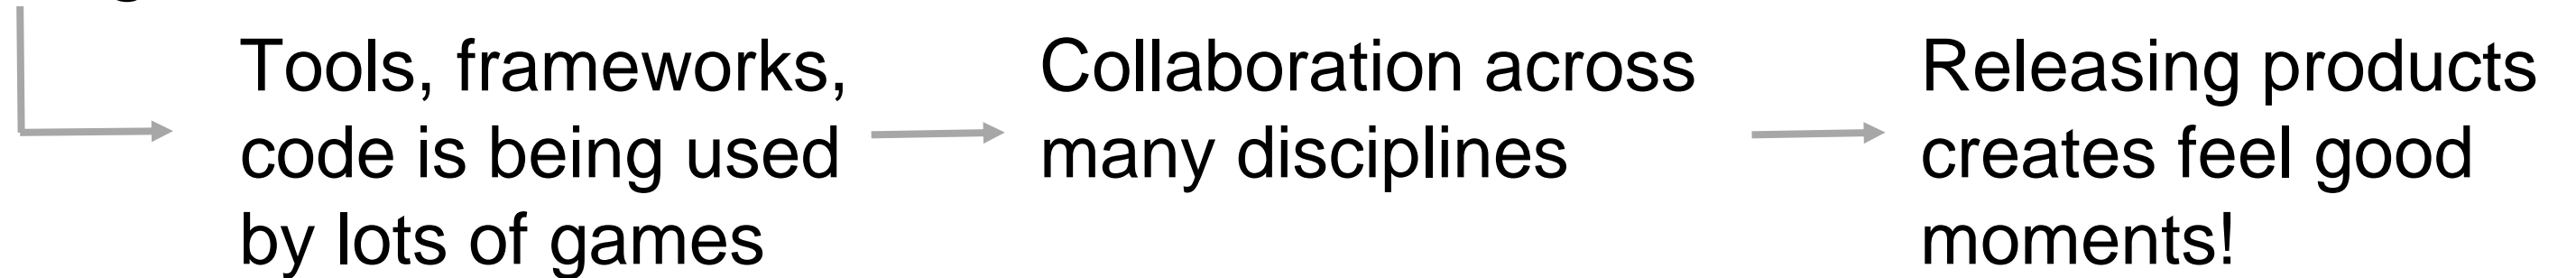 Tools, frameworks,
code is being used
by lots of games
Collaboration across
many disciplines
Releasing products
creates feel good
moments!